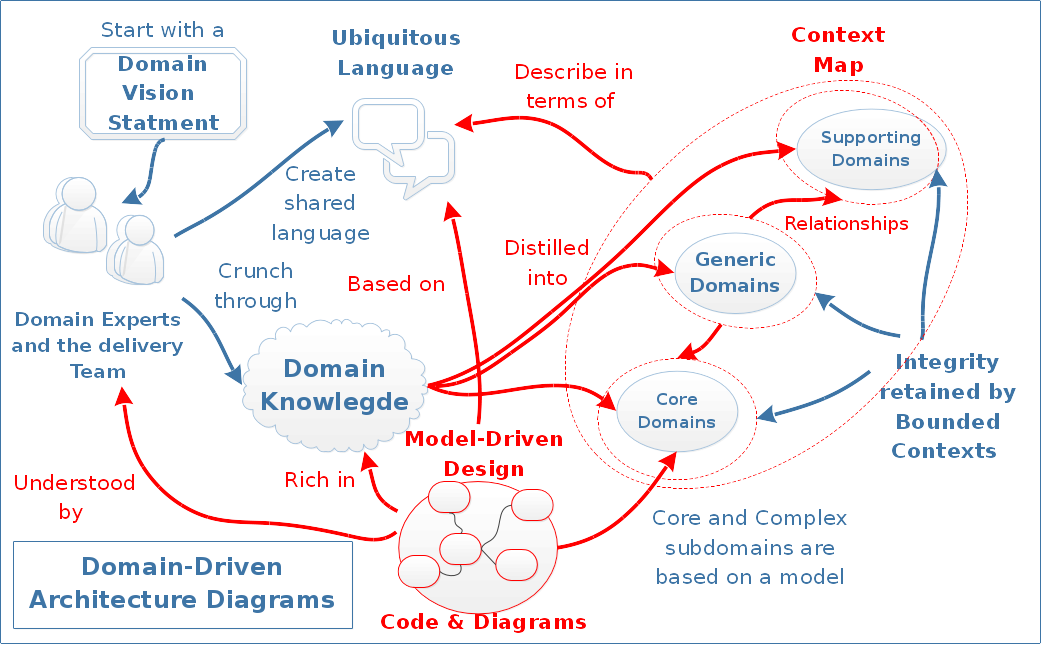 Start with a
Domain
Vision
Statment
Ubiquitous
Language
Describe in
terms of
Context
Map
Supporting
Domains
Create
shared
language
Relationships
Distilled
into
Generic
Domains
Crunch
through
Based on
Domain Experts
and the delivery
Team
Domain
Knowlegde
Core
Domains
Integrity
retained by
Bounded
Contexts
Model-Driven
Design
Rich in
Understood
by
Core and Complex
subdomains are
based on a model
Domain-Driven
Architecture Diagrams
Code & Diagrams